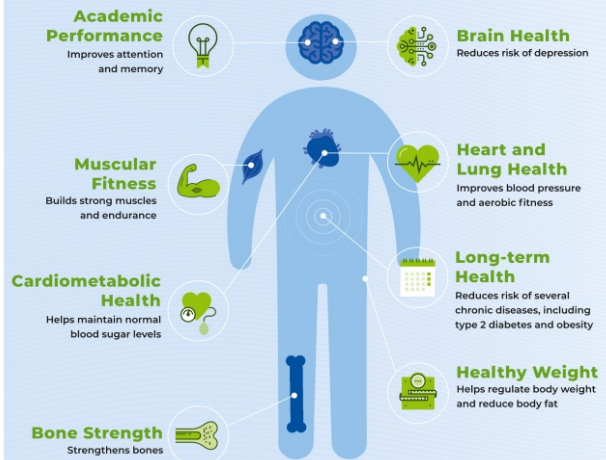 Academic
Performance
Improves attention
and memory
Brain Health
Reduces risk of depression
Muscular
Fitness
Builds strong muscles
and endurance
Heart and
Lung Health
Improves blood pressure
and aerobic fitness
Cardiometabolic
Health
Helps maintain normal
blood sugar levels
Long-term
Health
Reduces risk of several
chronic diseases, including
type 2 diabetes and obesity
Healthy Weight
Helps regulate body weight
and reduce body fat
Bone Strength
Strengthens bones